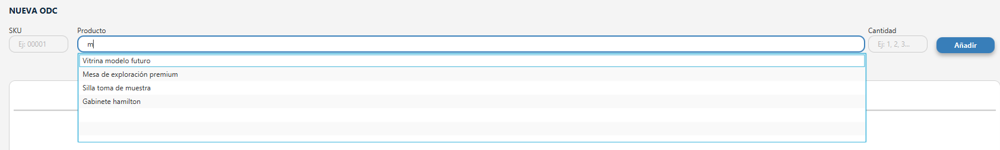 NUEVA ODC
SKU
Producto
Cantidad
Ej: 00001
m
Ej: 1, 2, 3...
Añadir
Vitrina modelo futuro
Mesa de exploración premium
Silla toma de muestra
Gabinete hamilton